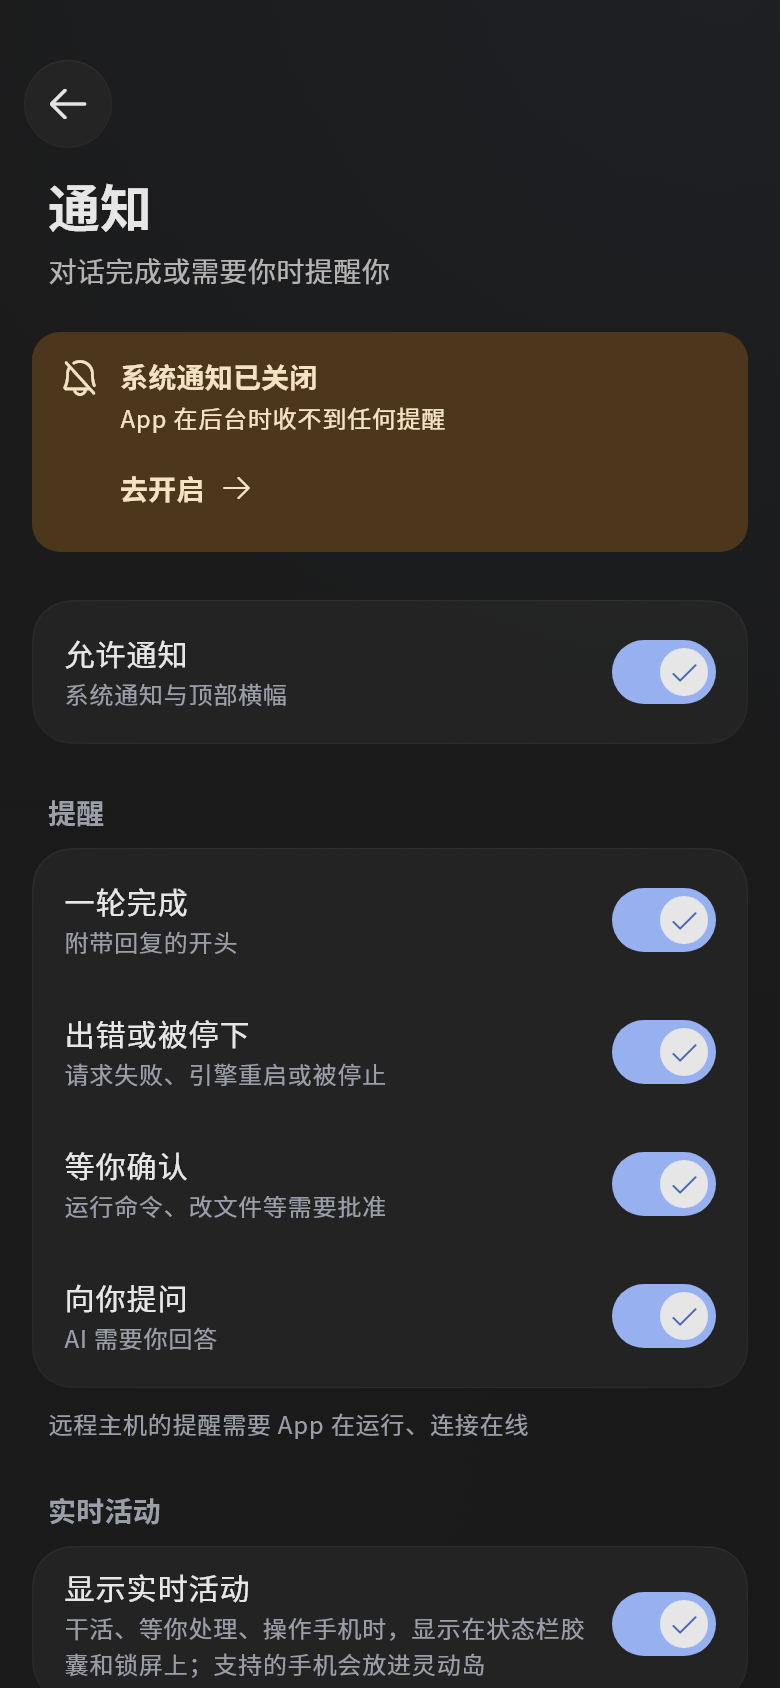 通知
对话完成或需要你时提醒你
系统通知已关闭
App 在后台时收不到任何提醒
去开启
允许通知
系统通知与顶部横幅
提醒
一轮完成
附带回复的开头
出错或被停下
请求失败、引擎重启或被停止
等你确认
运行命令、改文件等需要批准
向你提问
AI 需要你回答
远程主机的提醒需要 App 在运行、连接在线
实时活动
显示实时活动
干活、等你处理、操作手机时，显示在状态栏胶
囊和锁屏上；支持的手机会放进灵动岛